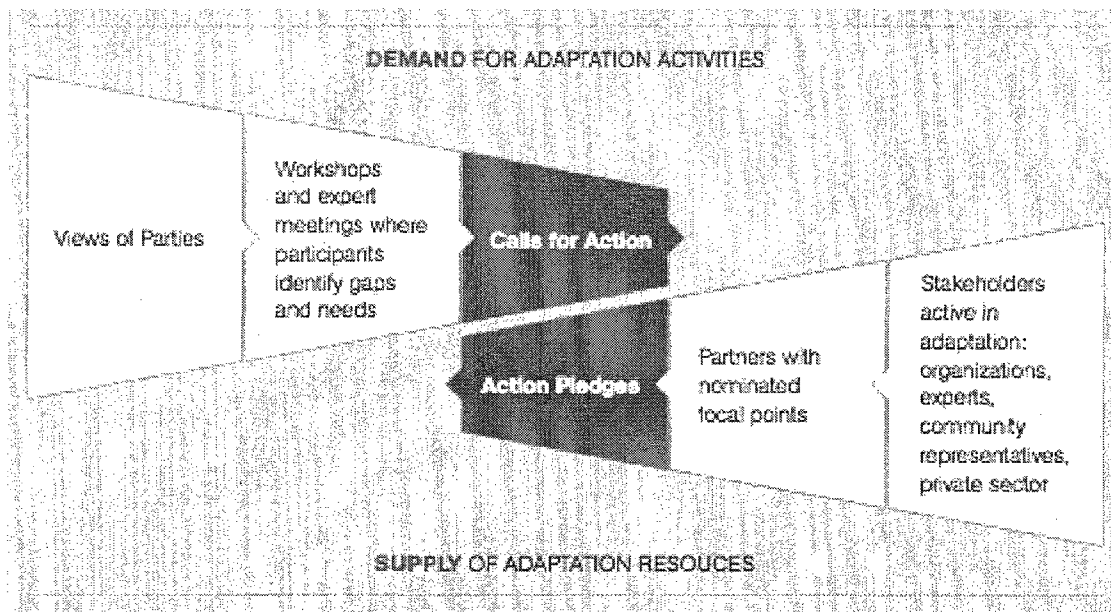 DEMAND FOR ADAPTATION ACTIVITIES
Views of Parties
Workshops
and expert
meetings where
participants
identify gaps
and needs
Calls for Action
Action Pledges
Partners with
nominated
focal points
Stakeholders
active in
adaptation:
organizations,
experts,
community
representatives,
private sector
SUPPLY OF ADAPTATION RESOUCES